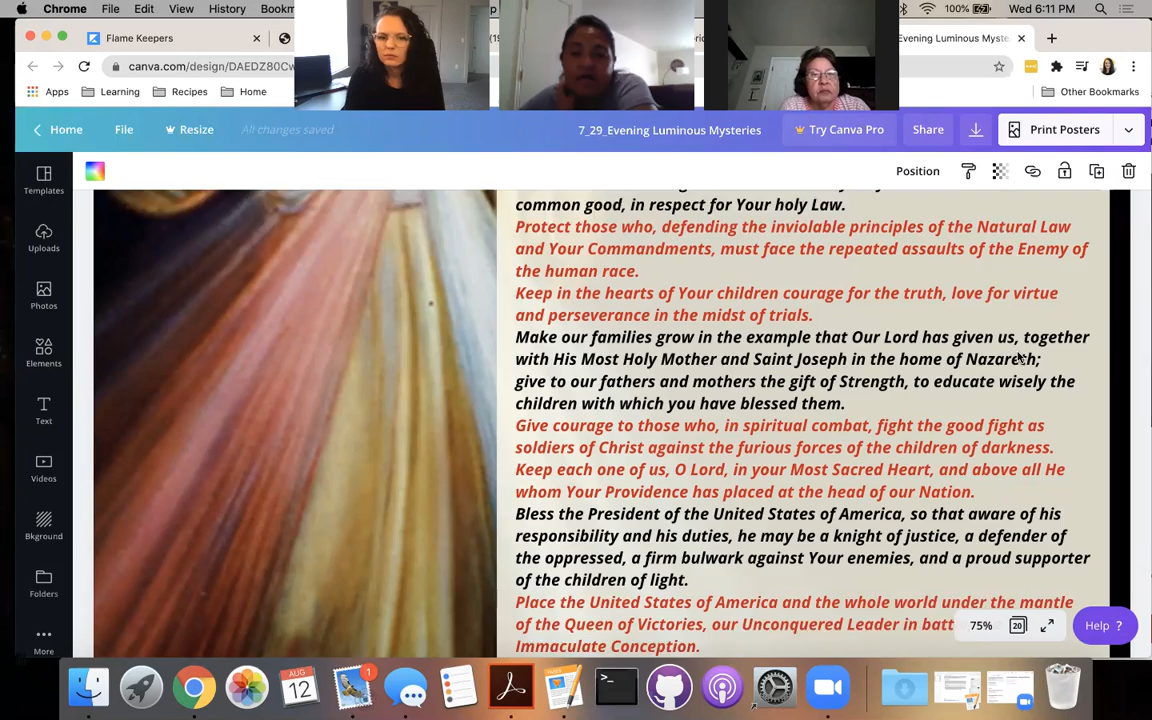 Chrome File Edit View History Bookm
100% Wed 6:11 PM
Flame Keepers
Evening Luminous Myste
canva.com/design/DAEDZ80Cw
Apps Learning Recipes Home Other Bookmarks
Home File Resize All changes saved 7_29_Evening Luminous Mysteries Try Canva Pro Share Print Posters
Position
Templates
Uploads
Photos
Elements
Text
Videos
Bkground
Folders
More
common good, in respect for Your holy Law.
Protect those who, defending the inviolable principles of the Natural Law
and Your Commandments, must face the repeated assaults of the Enemy of
the human race.
Keep in the hearts of Your children courage for the truth, love for virtue
and perseverance in the midst of trials.
Make our families grow in the example that Our Lord has given us, together
with His Most Holy Mother and Saint Joseph in the home of Nazareth;
give to our fathers and mothers the gift of Strength, to educate wisely the
children with which you have blessed them.
Give courage to those who, in spiritual combat, fight the good fight as
soldiers of Christ against the furious forces of the children of darkness.
Keep each one of us, O Lord, in your Most Sacred Heart, and above all He
whom Your Providence has placed at the head of our Nation.
Bless the President of the United States of America, so that aware of his
responsibility and his duties, he may be a knight of justice, a defender of
the oppressed, a firm bulwark against Your enemies, and a proud supporter
of the children of light.
Place the United States of America and the whole world under the mantle
of the Queen of Victories, our Unconquered Leader in batt
Immaculate Conception.
75% 20 Help ?
AUG
12
1